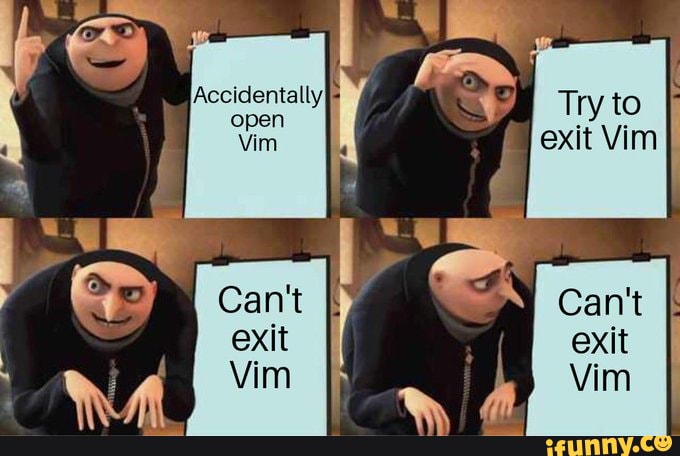 Accidentally
open
Vim
Try to
exit Vim
Can't
exit
Vim
Can't
exit
Vim
ifunny.co